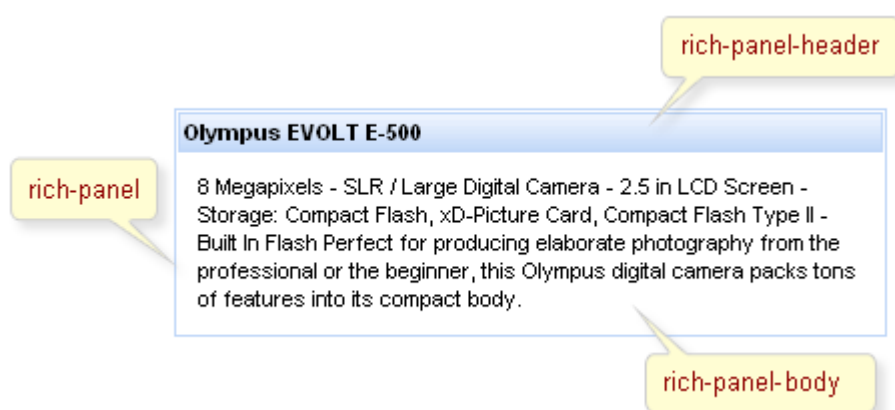 rich-panel-header
Olympus EVOLT E-500
rich-panel
8 Megapixels - SLR / Large Digital Camera - 2.5 in LCD Screen -
Storage: Compact Flash, xD-Picture Card, Compact Flash Type II -
Built In Flash Perfect for producing elaborate photography from the
professional or the beginner, this Olympus digital camera packs tons
of features into its compact body.
rich-panel-body